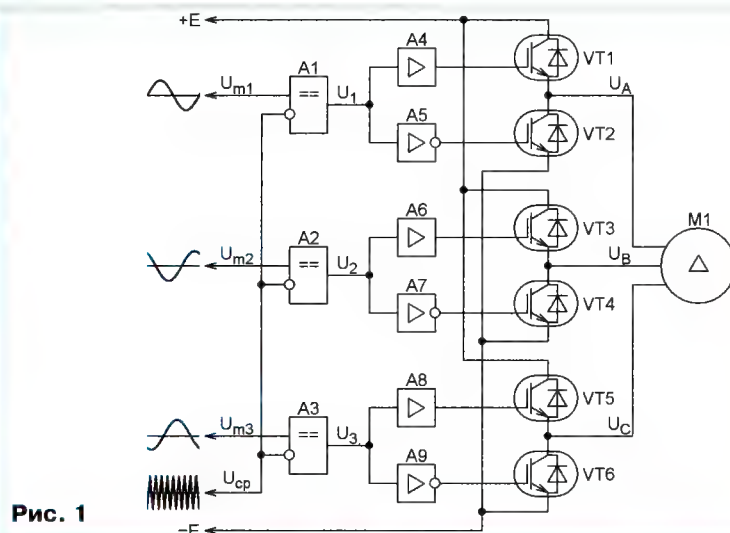 +E
A1
A4
VT1
Um1
==
U1
UA
A5
VT2
A6
VT3
M1
A2
Um2
==
U2
UB
A7
VT4
A8
VT5
A3
Um3
==
U3
UC
A9
VT6
Uср
Рис. 1
−E